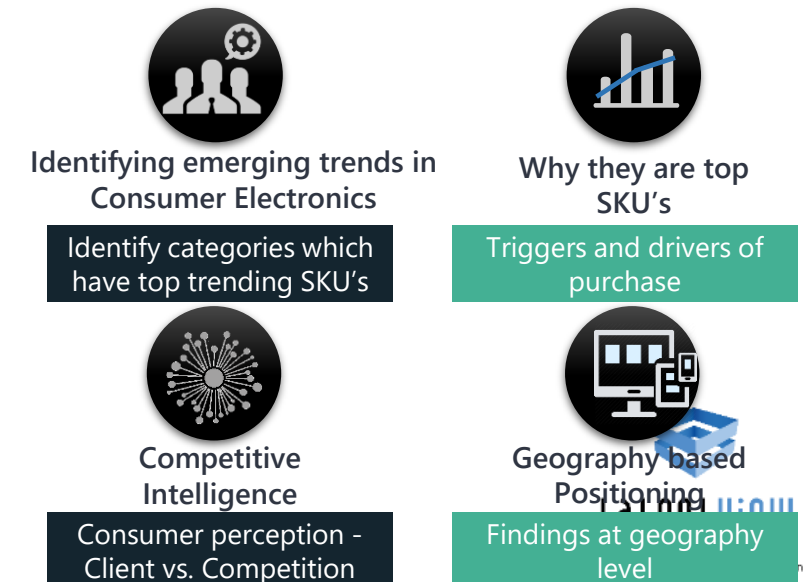 Identifying emerging trends in
Consumer Electronics
Identify categories which
have top trending SKU's
Why they are top
SKU's
Triggers and drivers of
purchase
Competitive
Intelligence
Consumer perception -
Client vs. Competition
Geography based
Positioning
Findings at geography
level